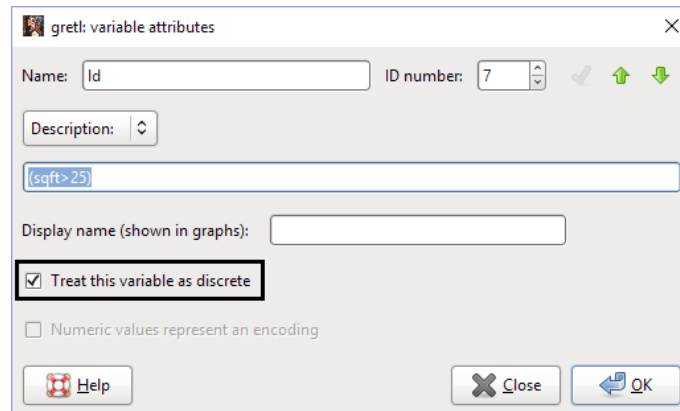 gretl: variable attributes
Name: ld ID number: 7
Description:
(sqft>25)
Display name (shown in graphs):
Treat this variable as discrete
Numeric values represent an encoding
Help Close OK